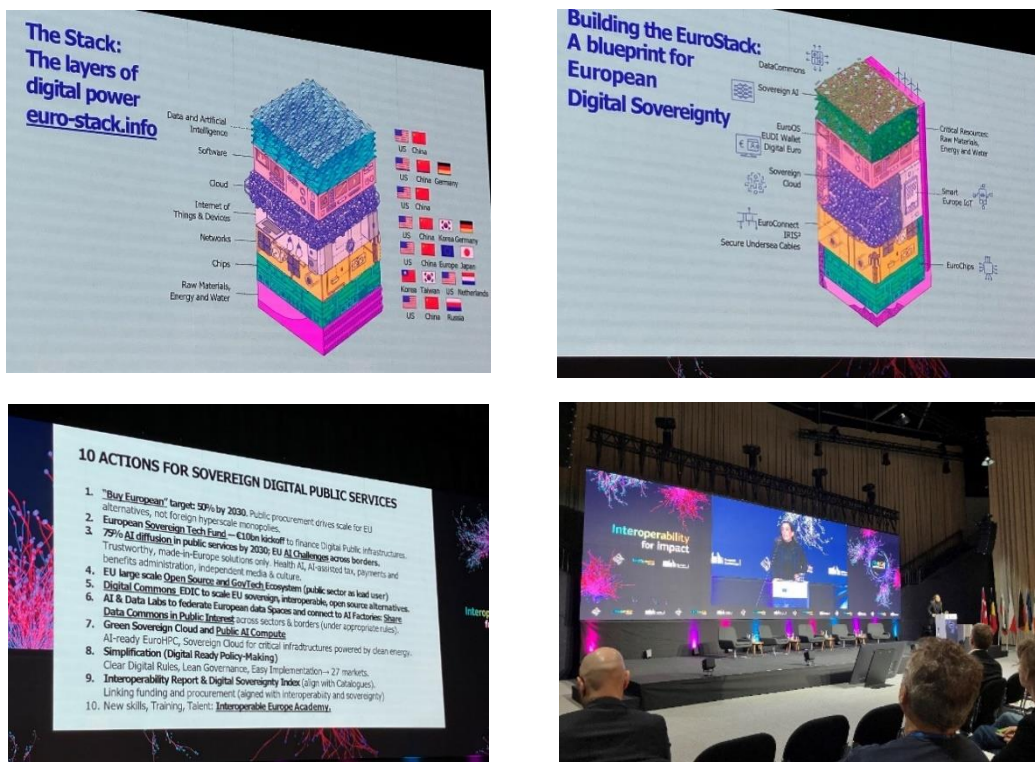 The Stack:
The layers of
digital power
euro-stack.info
Data and Artificial
Intelligence
US China
Software
US China Germany
Cloud
US China
Internet of
Things & Devices
US China Korea Germany
Networks
US China Europe Japan
Chips
Korea Taiwan US Netherlands
Raw Materials,
Energy and Water
US China Russia
Building the EuroStack:
A blueprint for
European
Digital Sovereignty
DataCommons
Sovereign AI
EuroOS
EUDI Wallet
Digital Euro
Sovereign
Cloud
EuroConnect
IRIS²
Secure Undersea Cables
Critical Resources:
Raw Materials,
Energy and Water
Smart
Europe IoT
EuroChips
10 ACTIONS FOR SOVEREIGN DIGITAL PUBLIC SERVICES
1. "Buy European" target: 50% by 2030. Public procurement drives scale for EU
alternatives, not foreign hyperscale monopolies.
2. European Sovereign Tech Fund — €10bn kickoff to finance Digital Public infrastructures.
3. 75% AI diffusion in public services by 2030; EU AI Challenges across borders.
Trustworthy, made-in-Europe solutions only. Health AI, AI-assisted tax, payments and
benefits administration, independent media & culture.
4. EU large scale Open Source and GovTech Ecosystem (public sector as lead user)
5. Digital Commons EDIC to scale EU sovereign, interoperable, open source alternatives.
6. AI & Data Labs to federate European data Spaces and connect to AI Factories: Share
Data Commons in Public Interest across sectors & borders (under appropriate rules).
7. Green Sovereign Cloud and Public AI Compute
AI-ready EuroHPC, Sovereign Cloud for critical infradtructures powered by clean energy.
8. Simplification (Digital Ready Policy-Making)
Clear Digital Rules, Lean Governance, Easy Implementation→ 27 markets.
9. Interoperability Report & Digital Sovereignty Index (align with Catalogues).
Linking funding and procurement (aligned with interoperability and sovereignty)
10. New skills, Training, Talent: Interoperable Europe Academy.
Interop
Interoperability
for impact